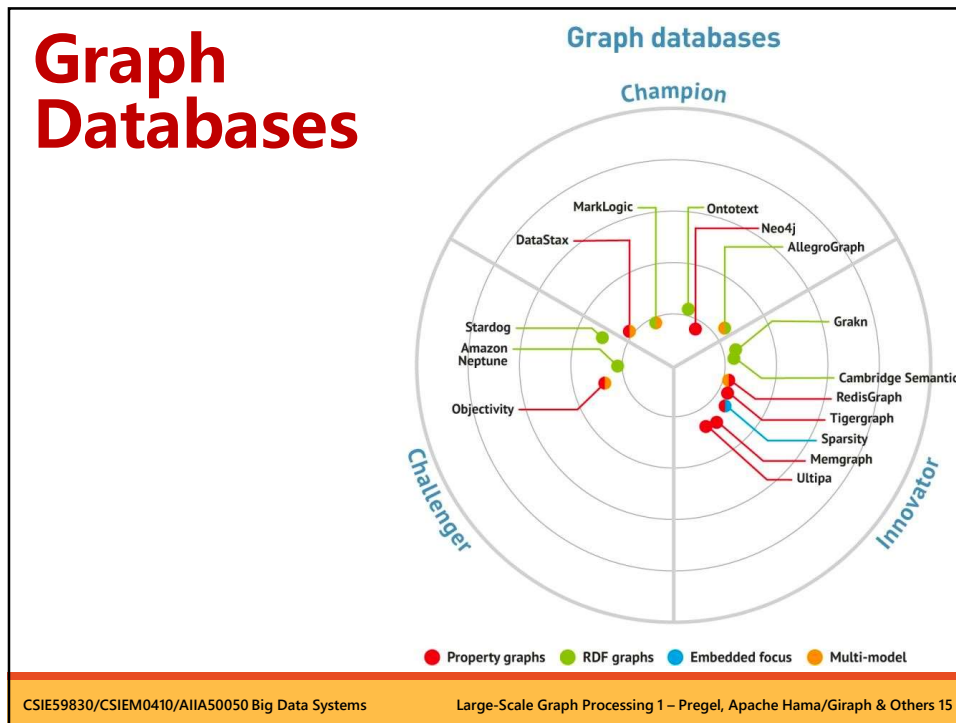 Graph
Databases
Graph databases
Champion
MarkLogic
Ontotext
Neo4j
DataStax
AllegroGraph
Stardog
Grakn
Amazon
Neptune
Cambridge Semantic
RedisGraph
Objectivity
Tigergraph
Sparsity
Memgraph
Ultipa
Challenger
Innovator
Property graphs
RDF graphs
Embedded focus
Multi-model
CSIE59830/CSIEM0410/AIIA50050 Big Data Systems
Large-Scale Graph Processing 1 – Pregel, Apache Hama/Giraph & Others 15